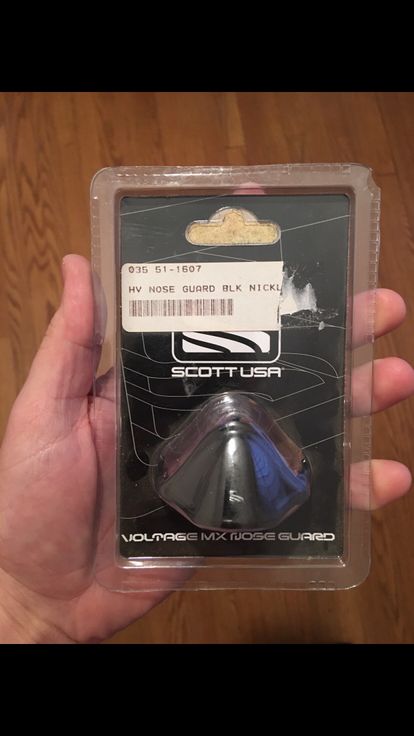 035 51-1607
HV NOSE GUARD BLK NICKL
SCOTT USA
VOLTAGE MX NOSE GUARD